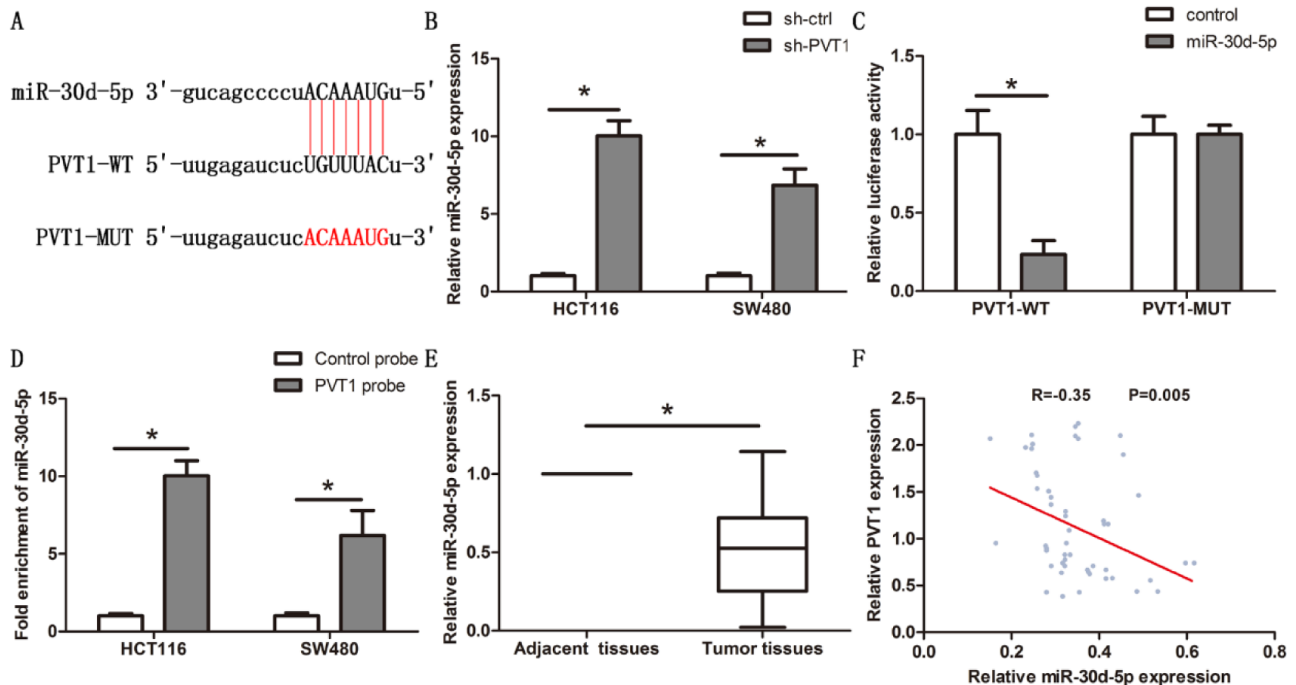 A
miR-30d-5p 3'-gucagccccuACAAAUGu-5'
PVT1-WT 5'-uugagaucucUGUUUACu-3'
PVT1-MUT 5'-uugagaucucACAAAUGu-3'
B
sh-ctrl
sh-PVT1
Relative miR-30d-5p expression
15
10
5
0
*
*
HCT116 SW480
C
control
miR-30d-5p
Relative luciferase activity
1.5
1.0
0.5
0.0
*
PVT1-WT PVT1-MUT
D
Control probe
PVT1 probe
Fold enrichment of miR-30d-5p
15
10
5
0
*
*
HCT116 SW480
E
Relative miR-30d-5p expression
1.5
1.0
0.5
0.0
*
Adjacent tissues Tumor tissues
F
R=-0.35 P=0.005
Relative PVT1 expression
2.5
2.0
1.5
1.0
0.5
0.0
0.0 0.2 0.4 0.6 0.8
Relative miR-30d-5p expression